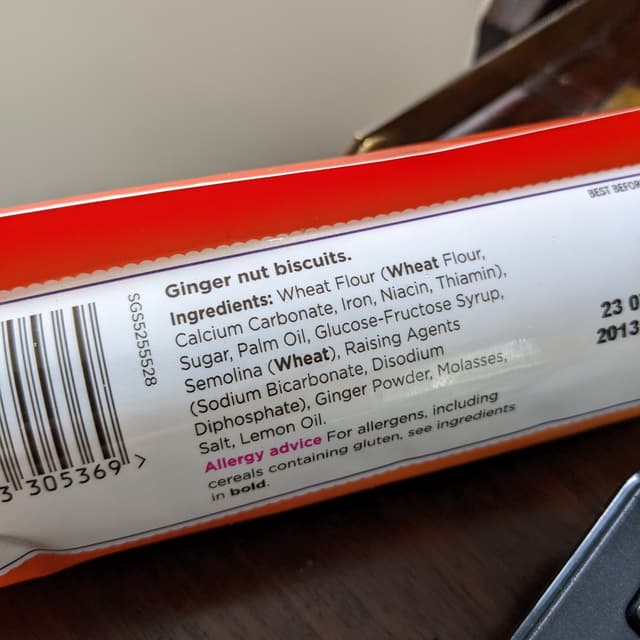 BEST BEFOR
Ginger nut biscuits.
Ingredients: Wheat Flour (Wheat Flour,
Calcium Carbonate, Iron, Niacin, Thiamin),
Sugar, Palm Oil, Glucose-Fructose Syrup,
Semolina (Wheat), Raising Agents
(Sodium Bicarbonate, Disodium
Diphosphate), Ginger Powder, Molasses,
Salt, Lemon Oil.
Allergy advice For allergens, including
cereals containing gluten, see ingredients
in bold.
SGS5255528
3 305369 >
23 0
2013